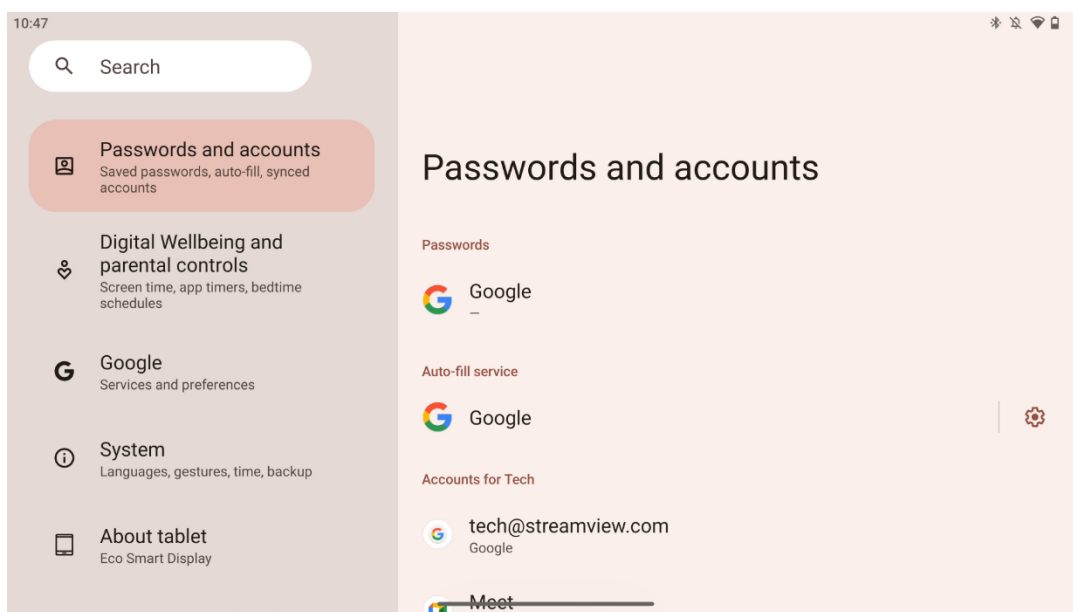 10:47
Search
Passwords and accounts
Saved passwords, auto-fill, synced
accounts
Digital Wellbeing and
parental controls
Screen time, app timers, bedtime
schedules
Google
Services and preferences
System
Languages, gestures, time, backup
About tablet
Eco Smart Display
Passwords and accounts
Passwords
Google
–
Auto-fill service
Google
Accounts for Tech
tech@streamview.com
Google
Meet